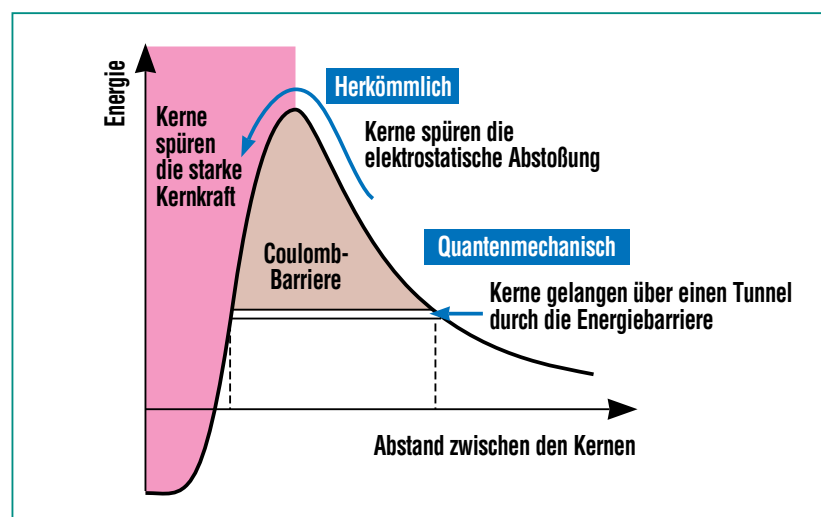 Energie
Kerne
spüren
die starke
Kernkraft
Herkömmlich
Kerne spüren die
elektrostatische Abstoßung
Coulomb-
Barriere
Quantenmechanisch
Kerne gelangen über einen Tunnel
durch die Energiebarriere
Abstand zwischen den Kernen